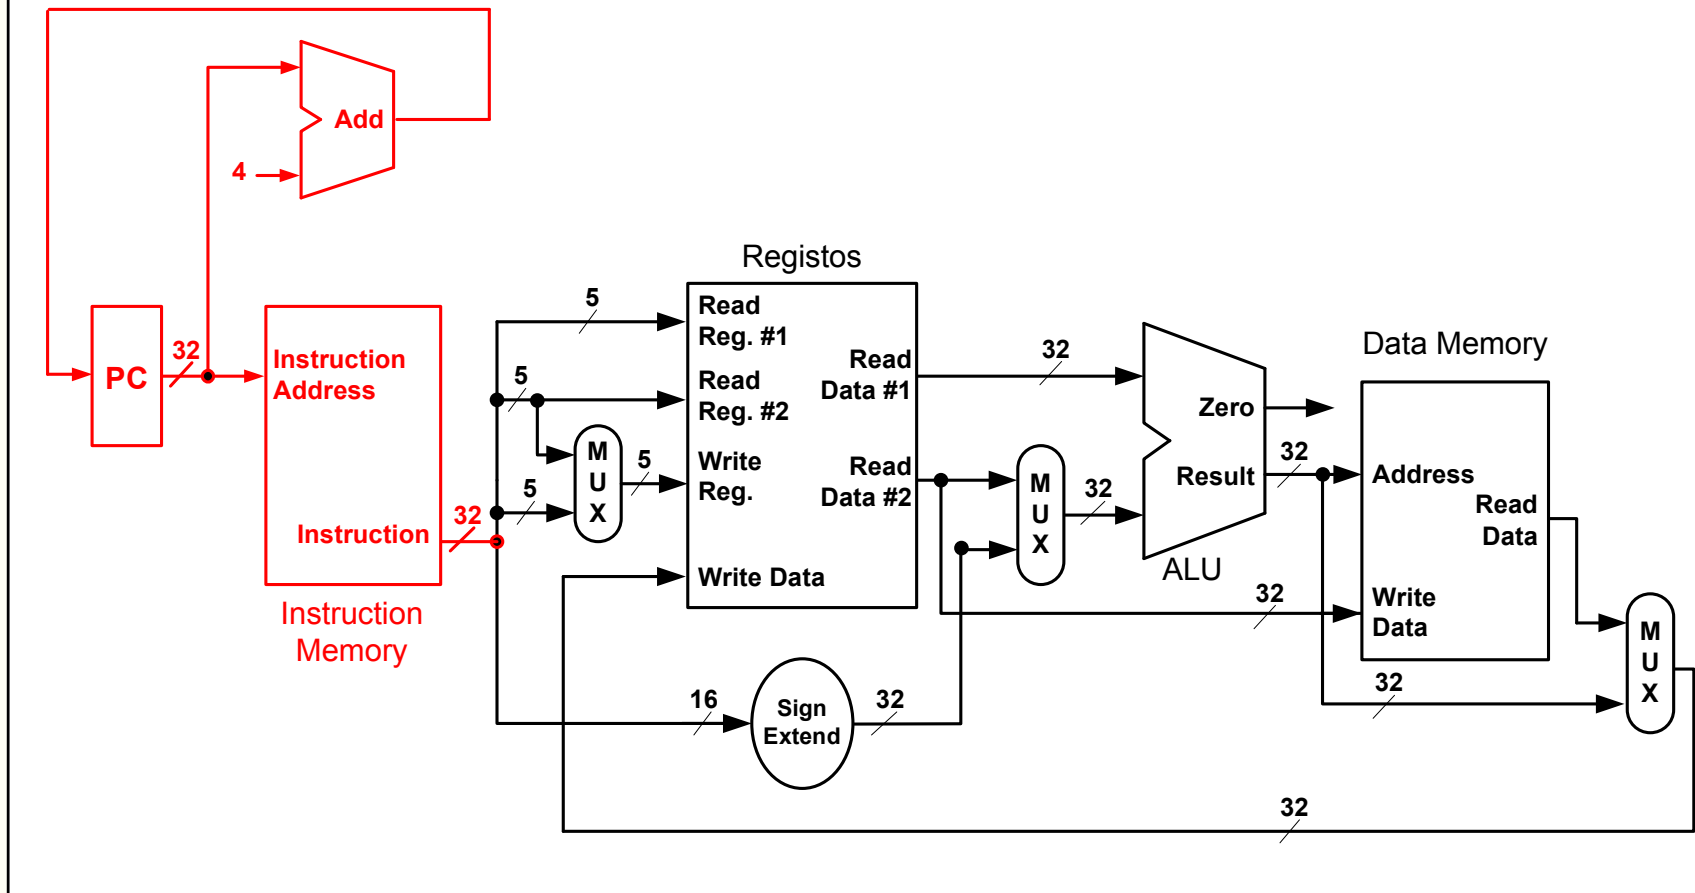 Add
4
Registos
5
Read
Reg. #1
Data Memory
32
32
PC
Instruction
Address
Read
Data #1
5
Read
Reg. #2
Zero
M
U
X
5
Write
Reg.
Read
Data #2
M
U
X
32
32
Result
Address
Read
Data
5
32
Instruction
Write Data
ALU
32
Write
Data
Instruction
Memory
M
U
X
16
Sign
Extend
32
32
32